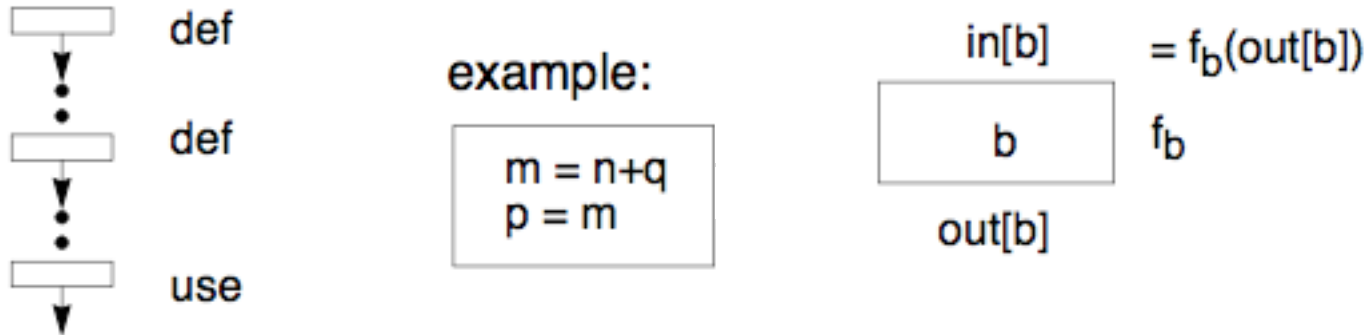 def
def
use
example:
m = n+q
p = m
in[b] = fb(out[b])
b fb
out[b]